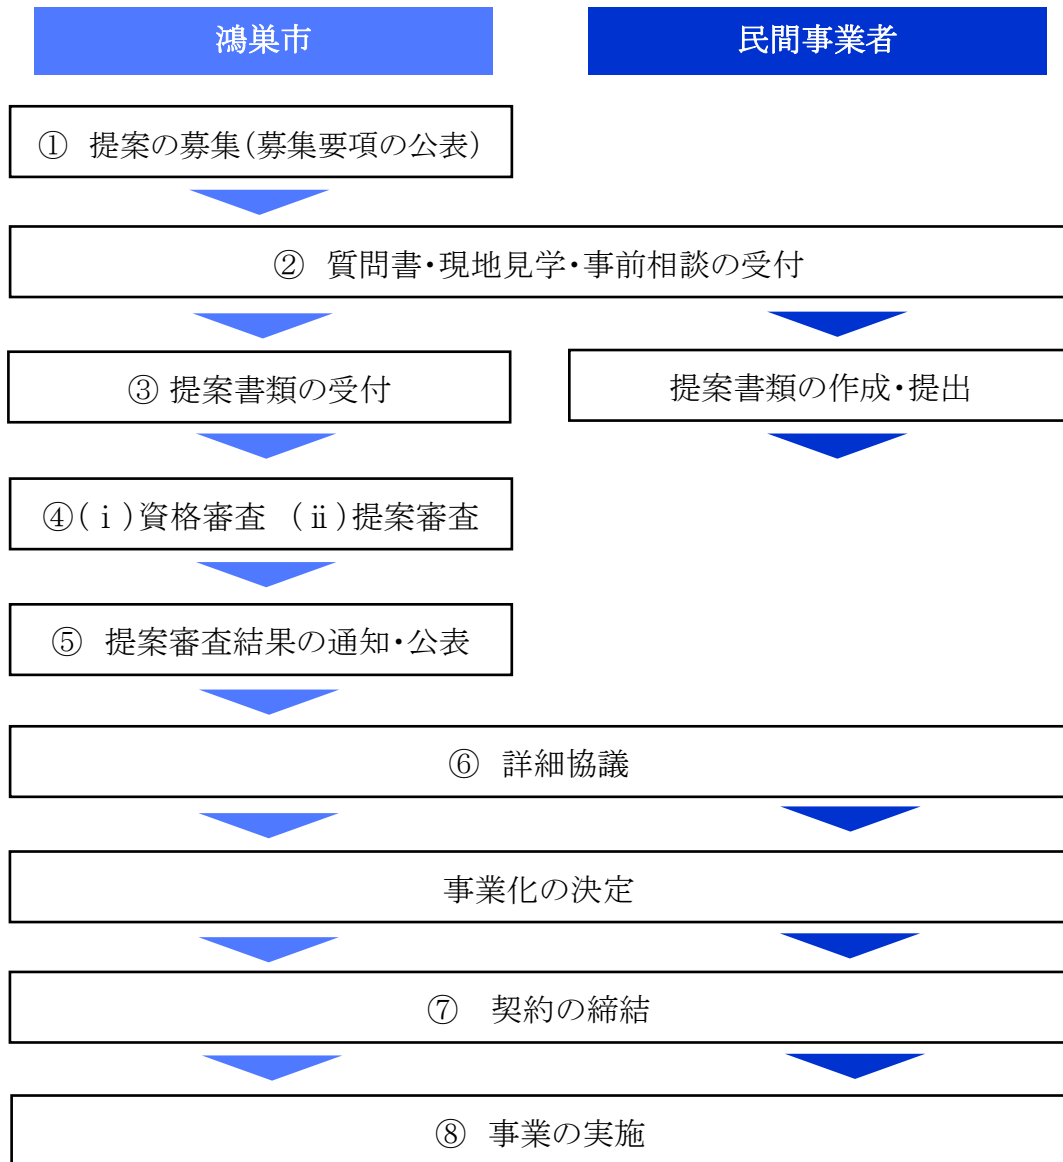 鴻巣市
民間事業者
① 提案の募集(募集要項の公表)
② 質問書・現地見学・事前相談の受付
③ 提案書類の受付
提案書類の作成・提出
④(ⅰ)資格審査 (ⅱ)提案審査
⑤ 提案審査結果の通知・公表
⑥ 詳細協議
事業化の決定
⑦ 契約の締結
⑧ 事業の実施